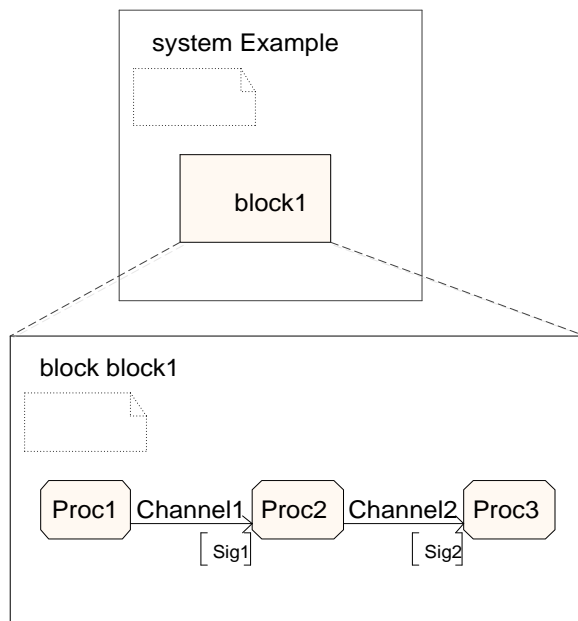 system Example
block1
block block1
Proc1 Channel1 Proc2 Channel2 Proc3
Sig1 Sig2